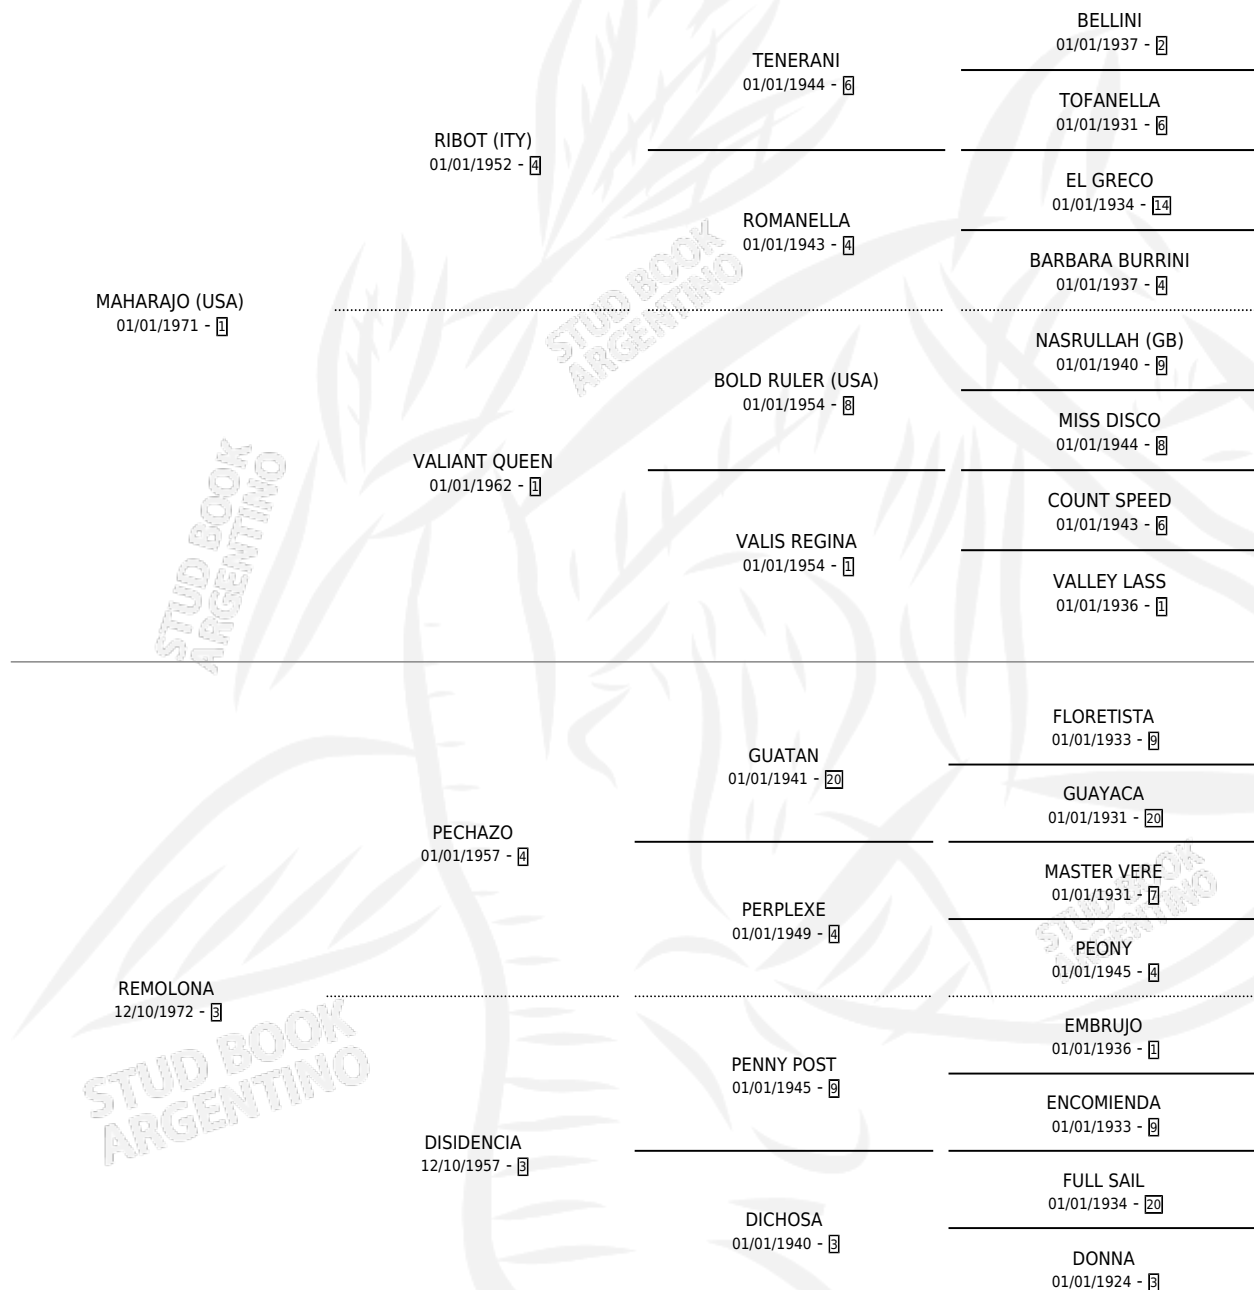 BELLINI
01/01/1937 - 2
TENERANI
01/01/1944 - 6
TOFANELLA
01/01/1931 - 6
RIBOT (ITY)
01/01/1952 - 4
EL GRECO
01/01/1934 - 14
ROMANELLA
01/01/1943 - 4
BARBARA BURRINI
01/01/1937 - 4
MAHARAJO (USA)
01/01/1971 - 1
STUD BOOK
ARGENTINO
NASRULLAH (GB)
01/01/1940 - 9
BOLD RULER (USA)
01/01/1954 - 8
MISS DISCO
01/01/1944 - 8
VALIANT QUEEN
01/01/1962 - 1
COUNT SPEED
01/01/1943 - 6
VALIS REGINA
01/01/1954 - 1
VALLEY LASS
01/01/1936 - 1
STUD BOOK
ARGENTINO
FLORETISTA
01/01/1933 - 9
GUATAN
01/01/1941 - 20
GUAYACA
01/01/1931 - 20
PECHAZO
01/01/1957 - 4
MASTER VERE
01/01/1931 - 7
PERPLEXE
01/01/1949 - 4
STUD BOOK
ARGENTINO
PEONY
01/01/1945 - 4
REMOLONA
12/10/1972 - 3
STUD BOOK
ARGENTINO
EMBRUJO
01/01/1936 - 1
PENNY POST
01/01/1945 - 9
ENCOMIENDA
01/01/1933 - 9
DISIDENCIA
12/10/1957 - 3
FULL SAIL
01/01/1934 - 20
DICHOSA
01/01/1940 - 3
DONNA
01/01/1924 - 3